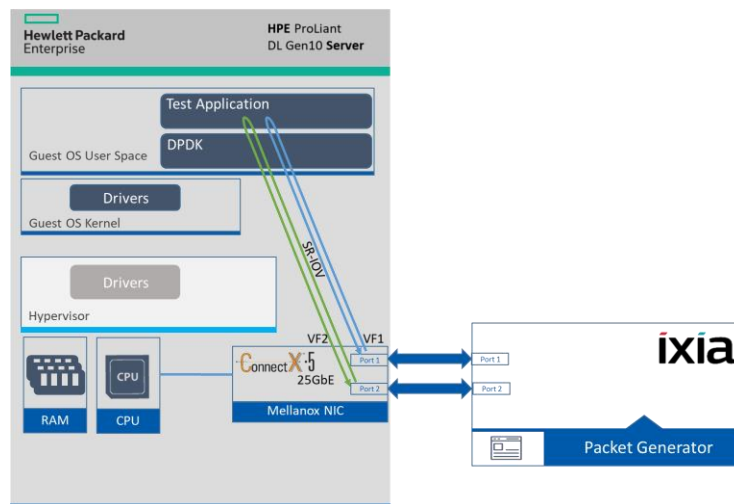 Hewlett Packard
Enterprise
HPE ProLiant
DL Gen10 Server
Test Application
DPDK
Guest OS User Space
Drivers
Guest OS Kernel
SR-IOV
Drivers
Hypervisor
VF2
VF1
ConnectX·5
25GbE
Port 1
Port 2
Mellanox NIC
CPU
RAM
CPU
ixia
Port 1
Port 2
Packet Generator